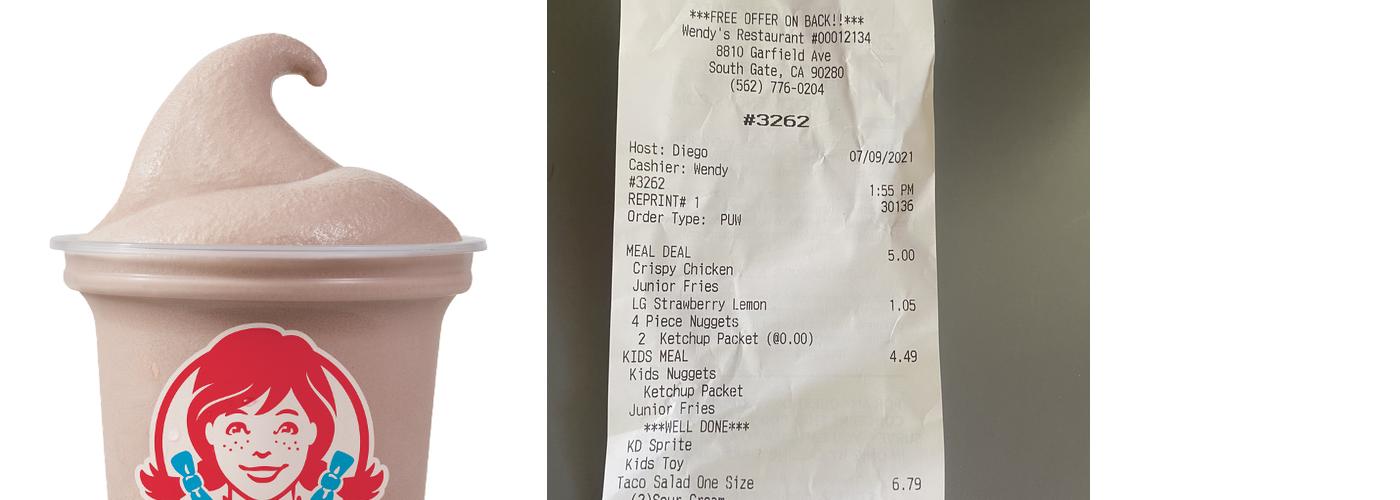 ***FREE OFFER ON BACK!!***
Wendy's Restaurant #00012134
8810 Garfield Ave
South Gate, CA 90280
(562) 776-0204
#3262
Host: Diego 07/09/2021
Cashier: Wendy
#3262 1:55 PM
REPRINT# 1 30136
Order Type: PUW
MEAL DEAL 5.00
Crispy Chicken
Junior Fries
LG Strawberry Lemon 1.05
4 Piece Nuggets
2 Ketchup Packet (@0.00)
KIDS MEAL 4.49
Kids Nuggets
Ketchup Packet
Junior Fries
***WELL DONE***
KD Sprite
Kids Toy
Taco Salad One Size 6.79
(2)Sour Cream